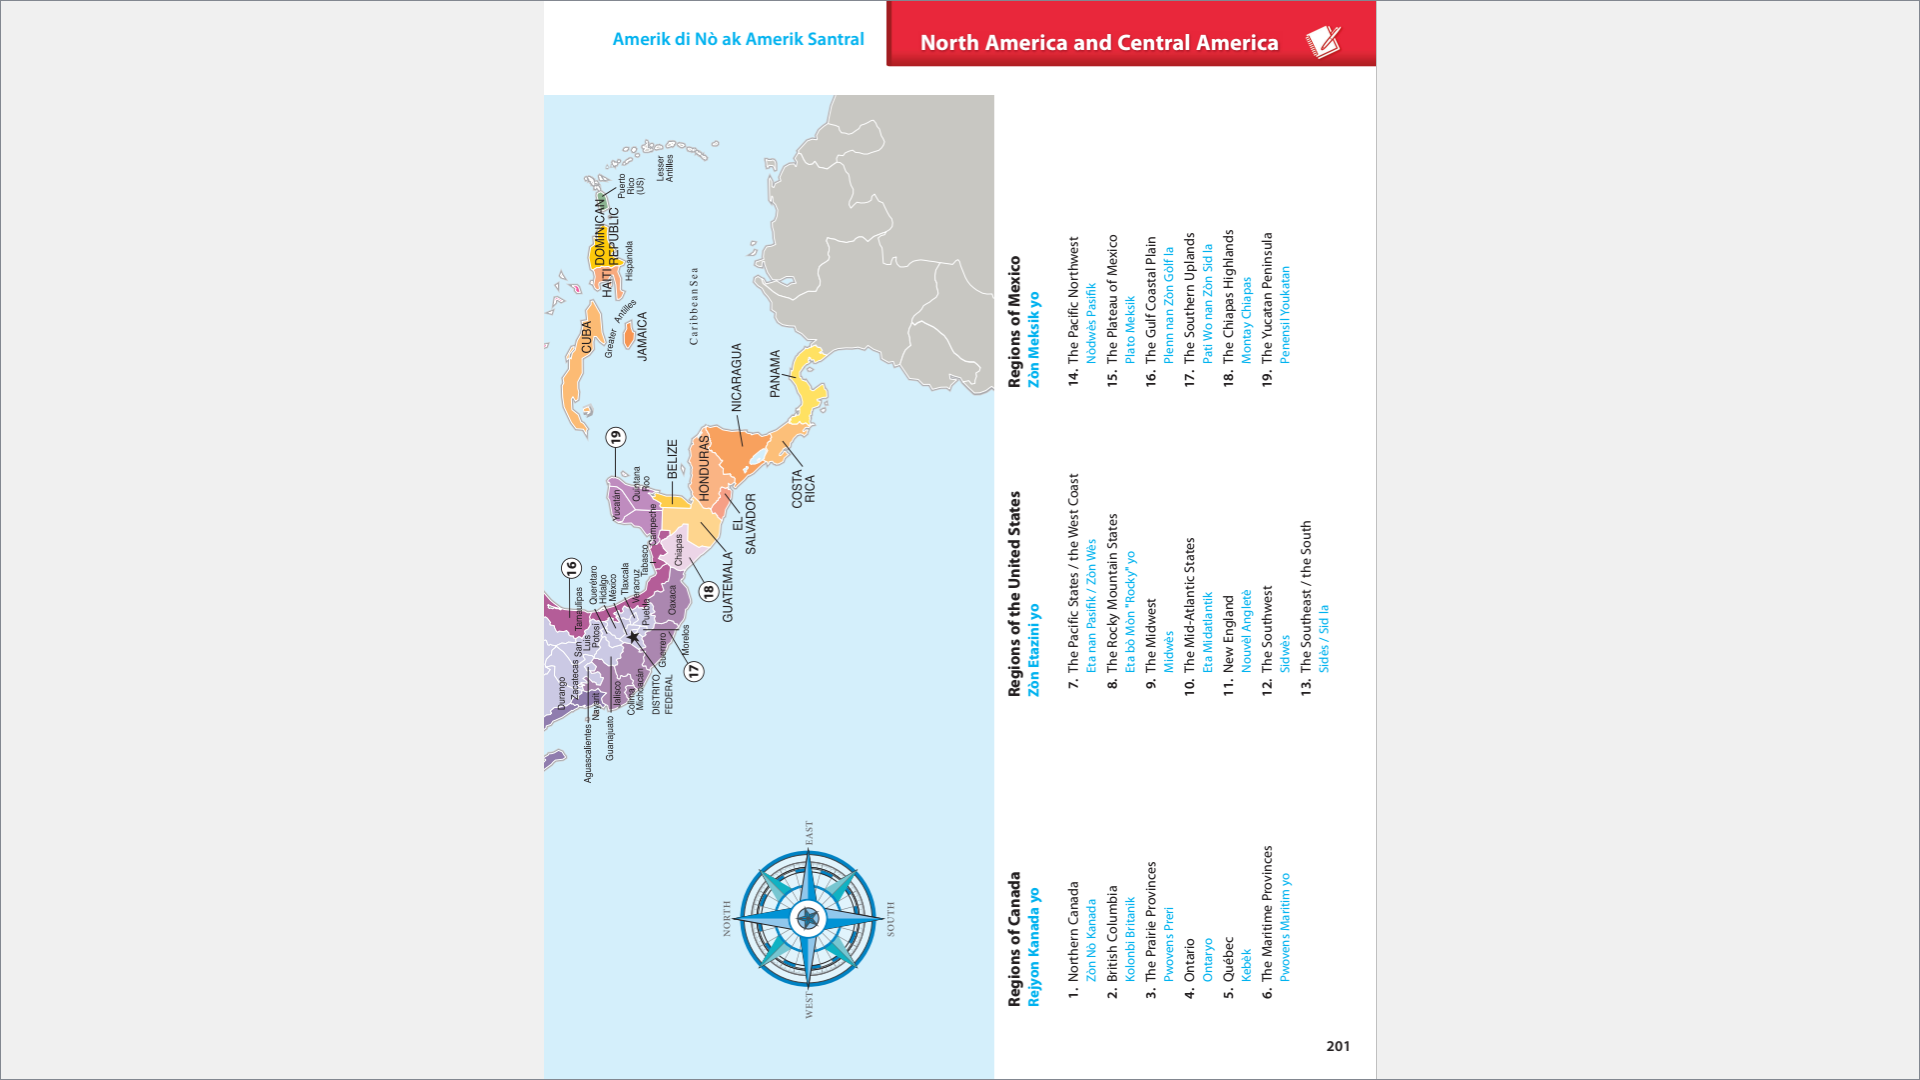 Amerik di Nò ak Amerik Santral
North America and Central America
Lesser
Antilles
Puerto
Rico
(US)
DOMINICAN
REPUBLIC
HAITI
Hispaniola
CUBA
Greater
Antilles
JAMAICA
Caribbean Sea
NICARAGUA
PANAMA
19
Yucatán
Quintana
Roo
BELIZE
HONDURAS
COSTA
RICA
EL
SALVADOR
Campeche
Tabasco
Chiapas
18
GUATEMALA
16
Tamaulipas
Querétaro
Hidalgo
México
Tlaxcala
Veracruz
Puebla
Oaxaca
San
Luis
Potosí
Guerrero
Morelos
17
Durango
Zacatecas
Nayarit
Jalisco
Colima
Michoacán
DISTRITO
FEDERAL
Aguascalientes
Guanajuato
NORTH
EAST
SOUTH
WEST
Regions of Canada
Rejyon Kanada yo
1. Northern Canada
Zòn Nò Kanada
2. British Columbia
Kolonbi Britanik
3. The Prairie Provinces
Pwovens Preri
4. Ontario
Ontaryo
5. Québec
Kebèk
6. The Maritime Provinces
Pwovens Maritim yo
Regions of the United States
Zòn Etazini yo
7. The Pacific States / the West Coast
Eta nan Pasifik / Zòn Wès
8. The Rocky Mountain States
Eta bò Mòn "Rocky" yo
9. The Midwest
Midwès
10. The Mid-Atlantic States
Eta Midatlantik
11. New England
Nouvèl Angletè
12. The Southwest
Sidwès
13. The Southeast / the South
Sidès / Sid la
Regions of Mexico
Zòn Meksik yo
14. The Pacific Northwest
Nòdwès Pasifik
15. The Plateau of Mexico
Plato Meksik
16. The Gulf Coastal Plain
Plenn nan Zòn Gòlf la
17. The Southern Uplands
Pati Wo nan Zòn Sid la
18. The Chiapas Highlands
Montay Chiapas
19. The Yucatan Peninsula
Penensil Youkatan
201